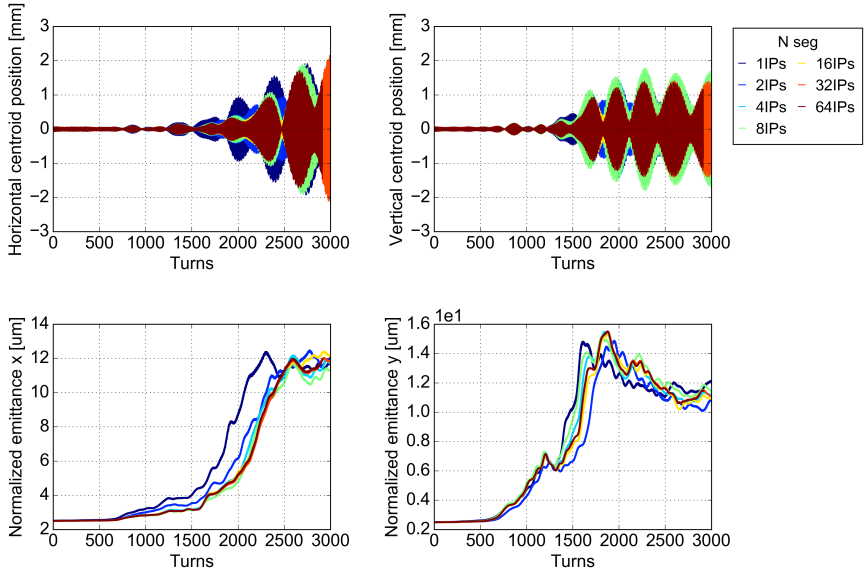 Horizontal centroid position [mm]
3
2
1
0
−1
−2
−3
0 500 1000 1500 2000 2500 3000
Turns
Vertical centroid position [mm]
3
2
1
0
−1
−2
−3
0 500 1000 1500 2000 2500 3000
Turns
N seg
1IPs 16IPs
2IPs 32IPs
4IPs 64IPs
8IPs
Normalized emittance x [um]
14
12
10
8
6
4
2
0 500 1000 1500 2000 2500 3000
Turns
Normalized emittance y [um]
1e1
1.6
1.4
1.2
1.0
0.8
0.6
0.4
0.2
0 500 1000 1500 2000 2500 3000
Turns